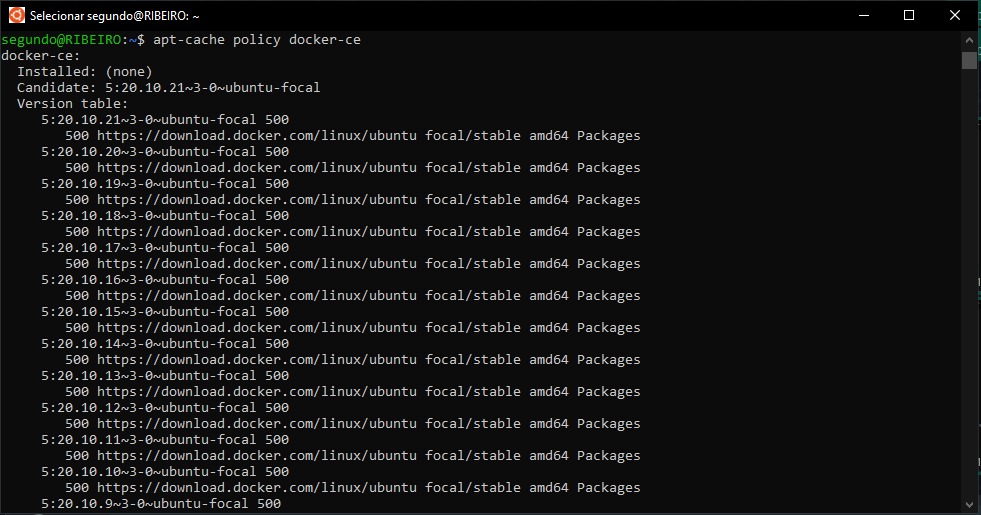 Selecionar segundo@RIBEIRO: ~
segundo@RIBEIRO:~$ apt-cache policy docker-ce
docker-ce:
  Installed: (none)
  Candidate: 5:20.10.21~3-0~ubuntu-focal
  Version table:
     5:20.10.21~3-0~ubuntu-focal 500
        500 https://download.docker.com/linux/ubuntu focal/stable amd64 Packages
     5:20.10.20~3-0~ubuntu-focal 500
        500 https://download.docker.com/linux/ubuntu focal/stable amd64 Packages
     5:20.10.19~3-0~ubuntu-focal 500
        500 https://download.docker.com/linux/ubuntu focal/stable amd64 Packages
     5:20.10.18~3-0~ubuntu-focal 500
        500 https://download.docker.com/linux/ubuntu focal/stable amd64 Packages
     5:20.10.17~3-0~ubuntu-focal 500
        500 https://download.docker.com/linux/ubuntu focal/stable amd64 Packages
     5:20.10.16~3-0~ubuntu-focal 500
        500 https://download.docker.com/linux/ubuntu focal/stable amd64 Packages
     5:20.10.15~3-0~ubuntu-focal 500
        500 https://download.docker.com/linux/ubuntu focal/stable amd64 Packages
     5:20.10.14~3-0~ubuntu-focal 500
        500 https://download.docker.com/linux/ubuntu focal/stable amd64 Packages
     5:20.10.13~3-0~ubuntu-focal 500
        500 https://download.docker.com/linux/ubuntu focal/stable amd64 Packages
     5:20.10.12~3-0~ubuntu-focal 500
        500 https://download.docker.com/linux/ubuntu focal/stable amd64 Packages
     5:20.10.11~3-0~ubuntu-focal 500
        500 https://download.docker.com/linux/ubuntu focal/stable amd64 Packages
     5:20.10.10~3-0~ubuntu-focal 500
        500 https://download.docker.com/linux/ubuntu focal/stable amd64 Packages
     5:20.10.9~3-0~ubuntu-focal 500